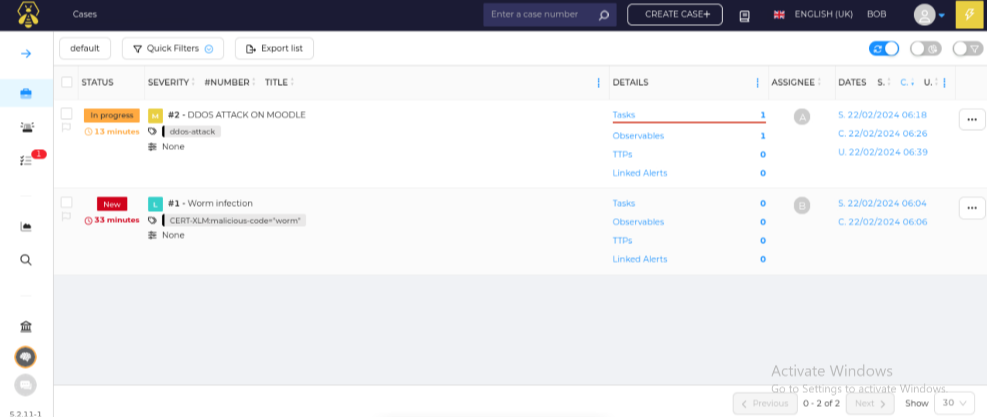 Cases
Enter a case number
CREATE CASE+
ENGLISH (UK)
BOB
default
Quick Filters
Export list
STATUS
SEVERITY
#NUMBER
TITLE
DETAILS
ASSIGNEE
DATES
S.
C.
U.
In progress
13 minutes
M
#2 - DDOS ATTACK ON MOODLE
ddos-attack
None
Tasks 1
Observables 1
TTPs 0
Linked Alerts 0
A
S. 22/02/2024 06:18
C. 22/02/2024 06:26
U. 22/02/2024 06:39
1
New
33 minutes
L
#1 - Worm infection
CERT-XLM:malicious-code="worm"
None
Tasks 0
Observables 0
TTPs 0
Linked Alerts 0
B
S. 22/02/2024 06:04
C. 22/02/2024 06:06
Activate Windows
Go to Settings to activate Windows.
Previous
0 - 2 of 2
Next
Show
30
5.2.11-1